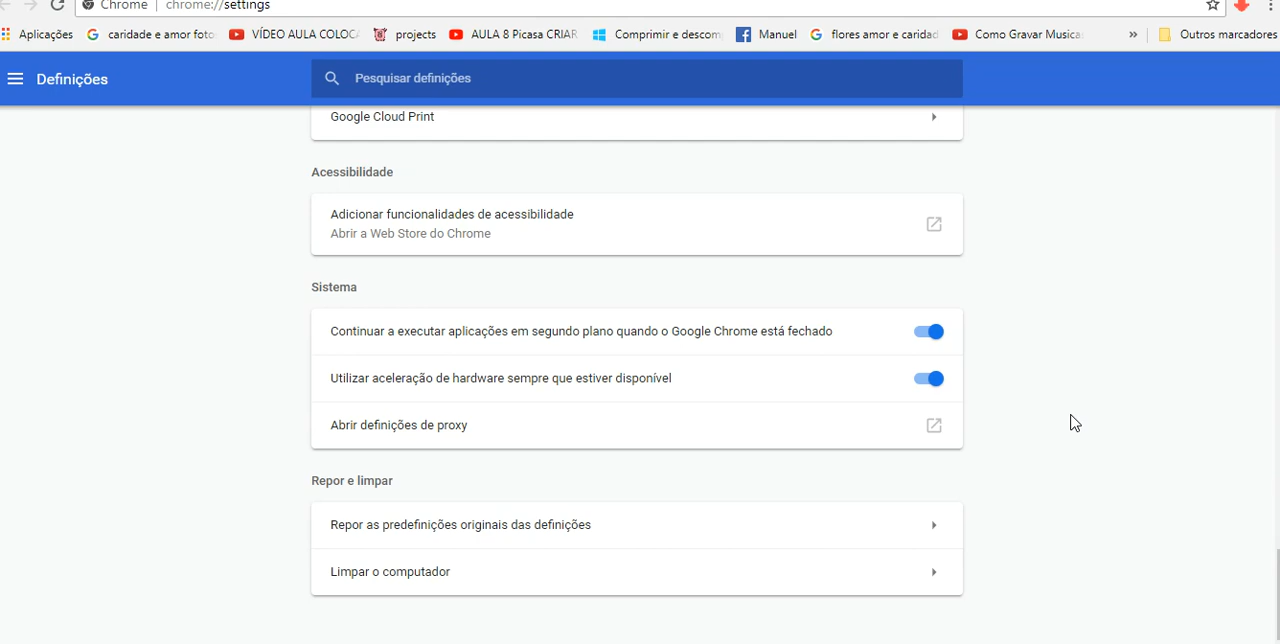 Chrome | chrome://settings
Aplicações caridade e amor foto VÍDEO AULA COLOCA projects AULA 8 Picasa CRIAR Comprimir e descom Manuel flores amor e caridad Como Gravar Musica » Outros marcadores
Definições Pesquisar definições
Google Cloud Print
Acessibilidade
Adicionar funcionalidades de acessibilidade
Abrir a Web Store do Chrome
Sistema
Continuar a executar aplicações em segundo plano quando o Google Chrome está fechado
Utilizar aceleração de hardware sempre que estiver disponível
Abrir definições de proxy
Repor e limpar
Repor as predefinições originais das definições
Limpar o computador